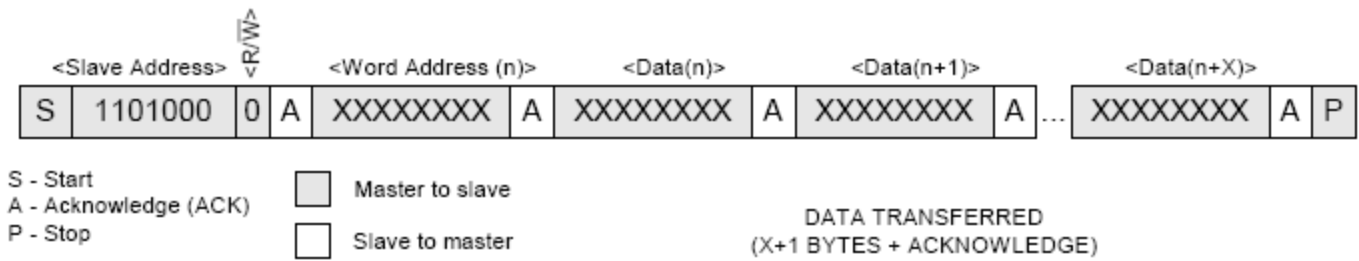 <Slave Address> <R/W> <Word Address (n)> <Data(n)> <Data(n+1)> <Data(n+X)>
S 1101000 0 A XXXXXXXX A XXXXXXXX A XXXXXXXX A ... XXXXXXXX A P
S - Start
A - Acknowledge (ACK)
P - Stop
Master to slave
Slave to master
DATA TRANSFERRED
(X+1 BYTES + ACKNOWLEDGE)